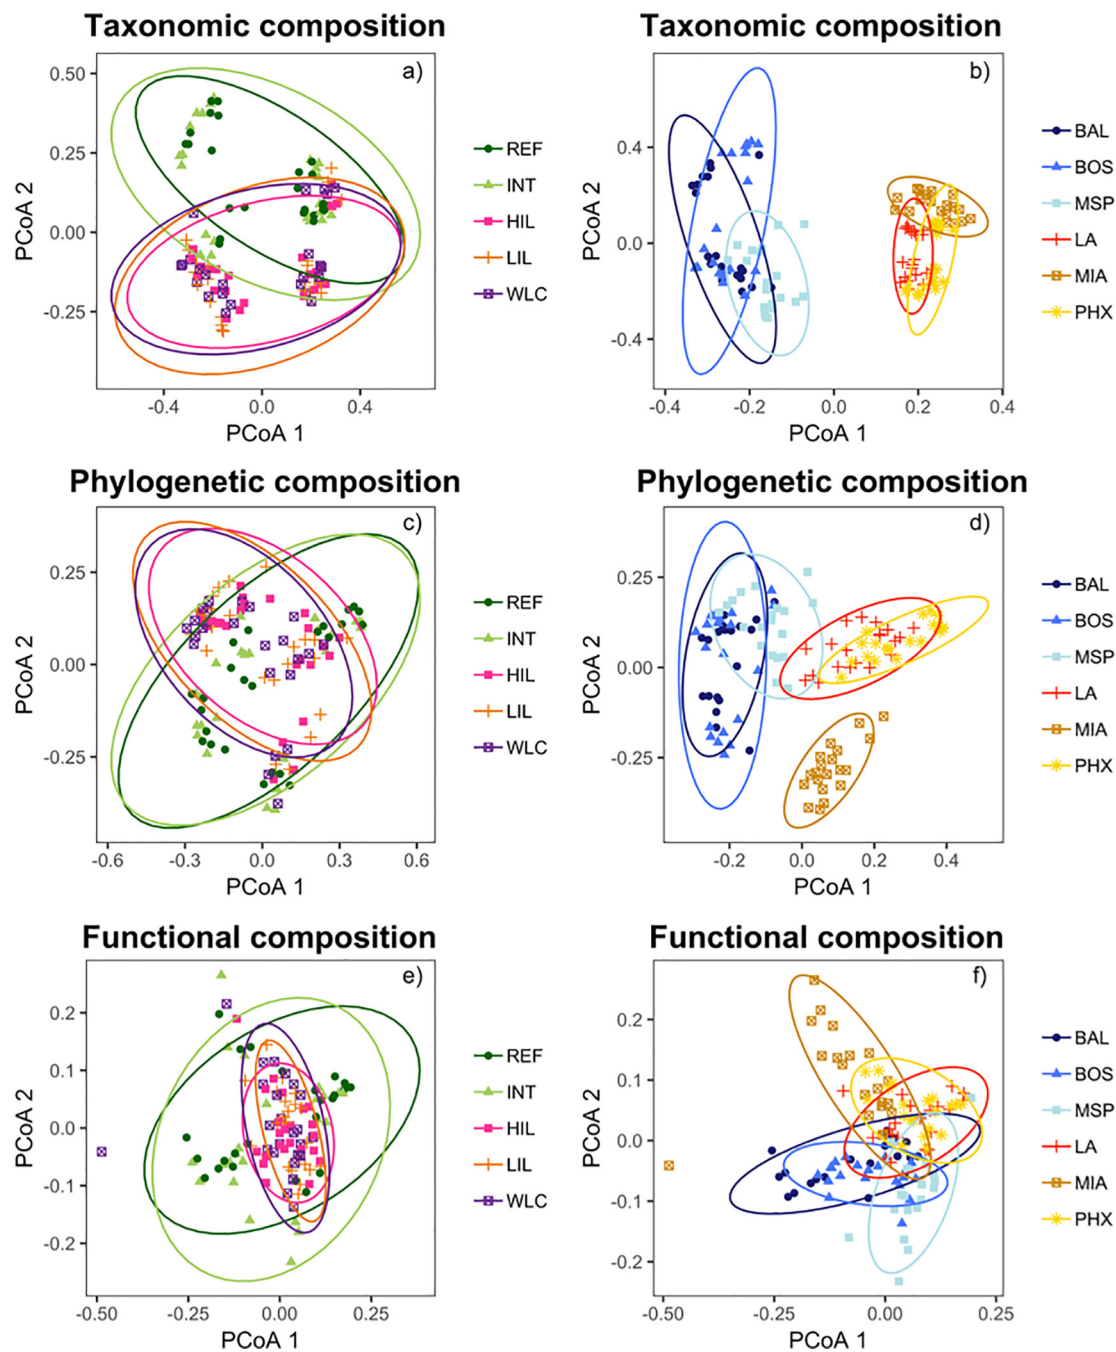 Taxonomic composition
a)
0.50
0.25
0.00
-0.25
PCoA 2
-0.4
0.0
0.4
PCoA 1
REF
INT
HIL
LIL
WLC
Taxonomic composition
b)
0.4
0.0
-0.4
PCoA 2
-0.4
-0.2
0.0
0.2
0.4
PCoA 1
BAL
BOS
MSP
LA
MIA
PHX
Phylogenetic composition
c)
0.25
0.00
-0.25
PCoA 2
-0.6
-0.3
0.0
0.3
0.6
PCoA 1
REF
INT
HIL
LIL
WLC
Phylogenetic composition
d)
0.25
0.00
-0.25
PCoA 2
-0.2
0.0
0.2
0.4
PCoA 1
BAL
BOS
MSP
LA
MIA
PHX
Functional composition
e)
0.2
0.1
0.0
-0.1
-0.2
PCoA 2
-0.50
-0.25
0.00
0.25
PCoA 1
REF
INT
HIL
LIL
WLC
Functional composition
f)
0.2
0.1
0.0
-0.1
-0.2
PCoA 2
-0.50
-0.25
0.00
0.25
PCoA 1
BAL
BOS
MSP
LA
MIA
PHX